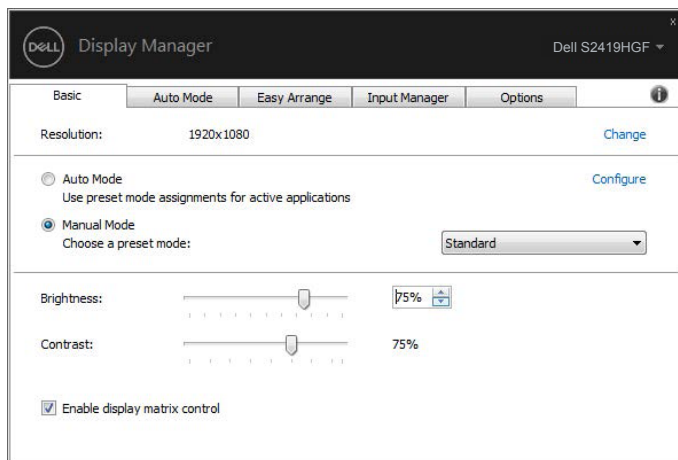 x
DELL Display Manager Dell S2419HGF
Basic Auto Mode Easy Arrange Input Manager Options i
Resolution: 1920x1080 Change
Auto Mode Configure
Use preset mode assignments for active applications
Manual Mode
Choose a preset mode: Standard
Brightness: 75%
Contrast: 75%
Enable display matrix control